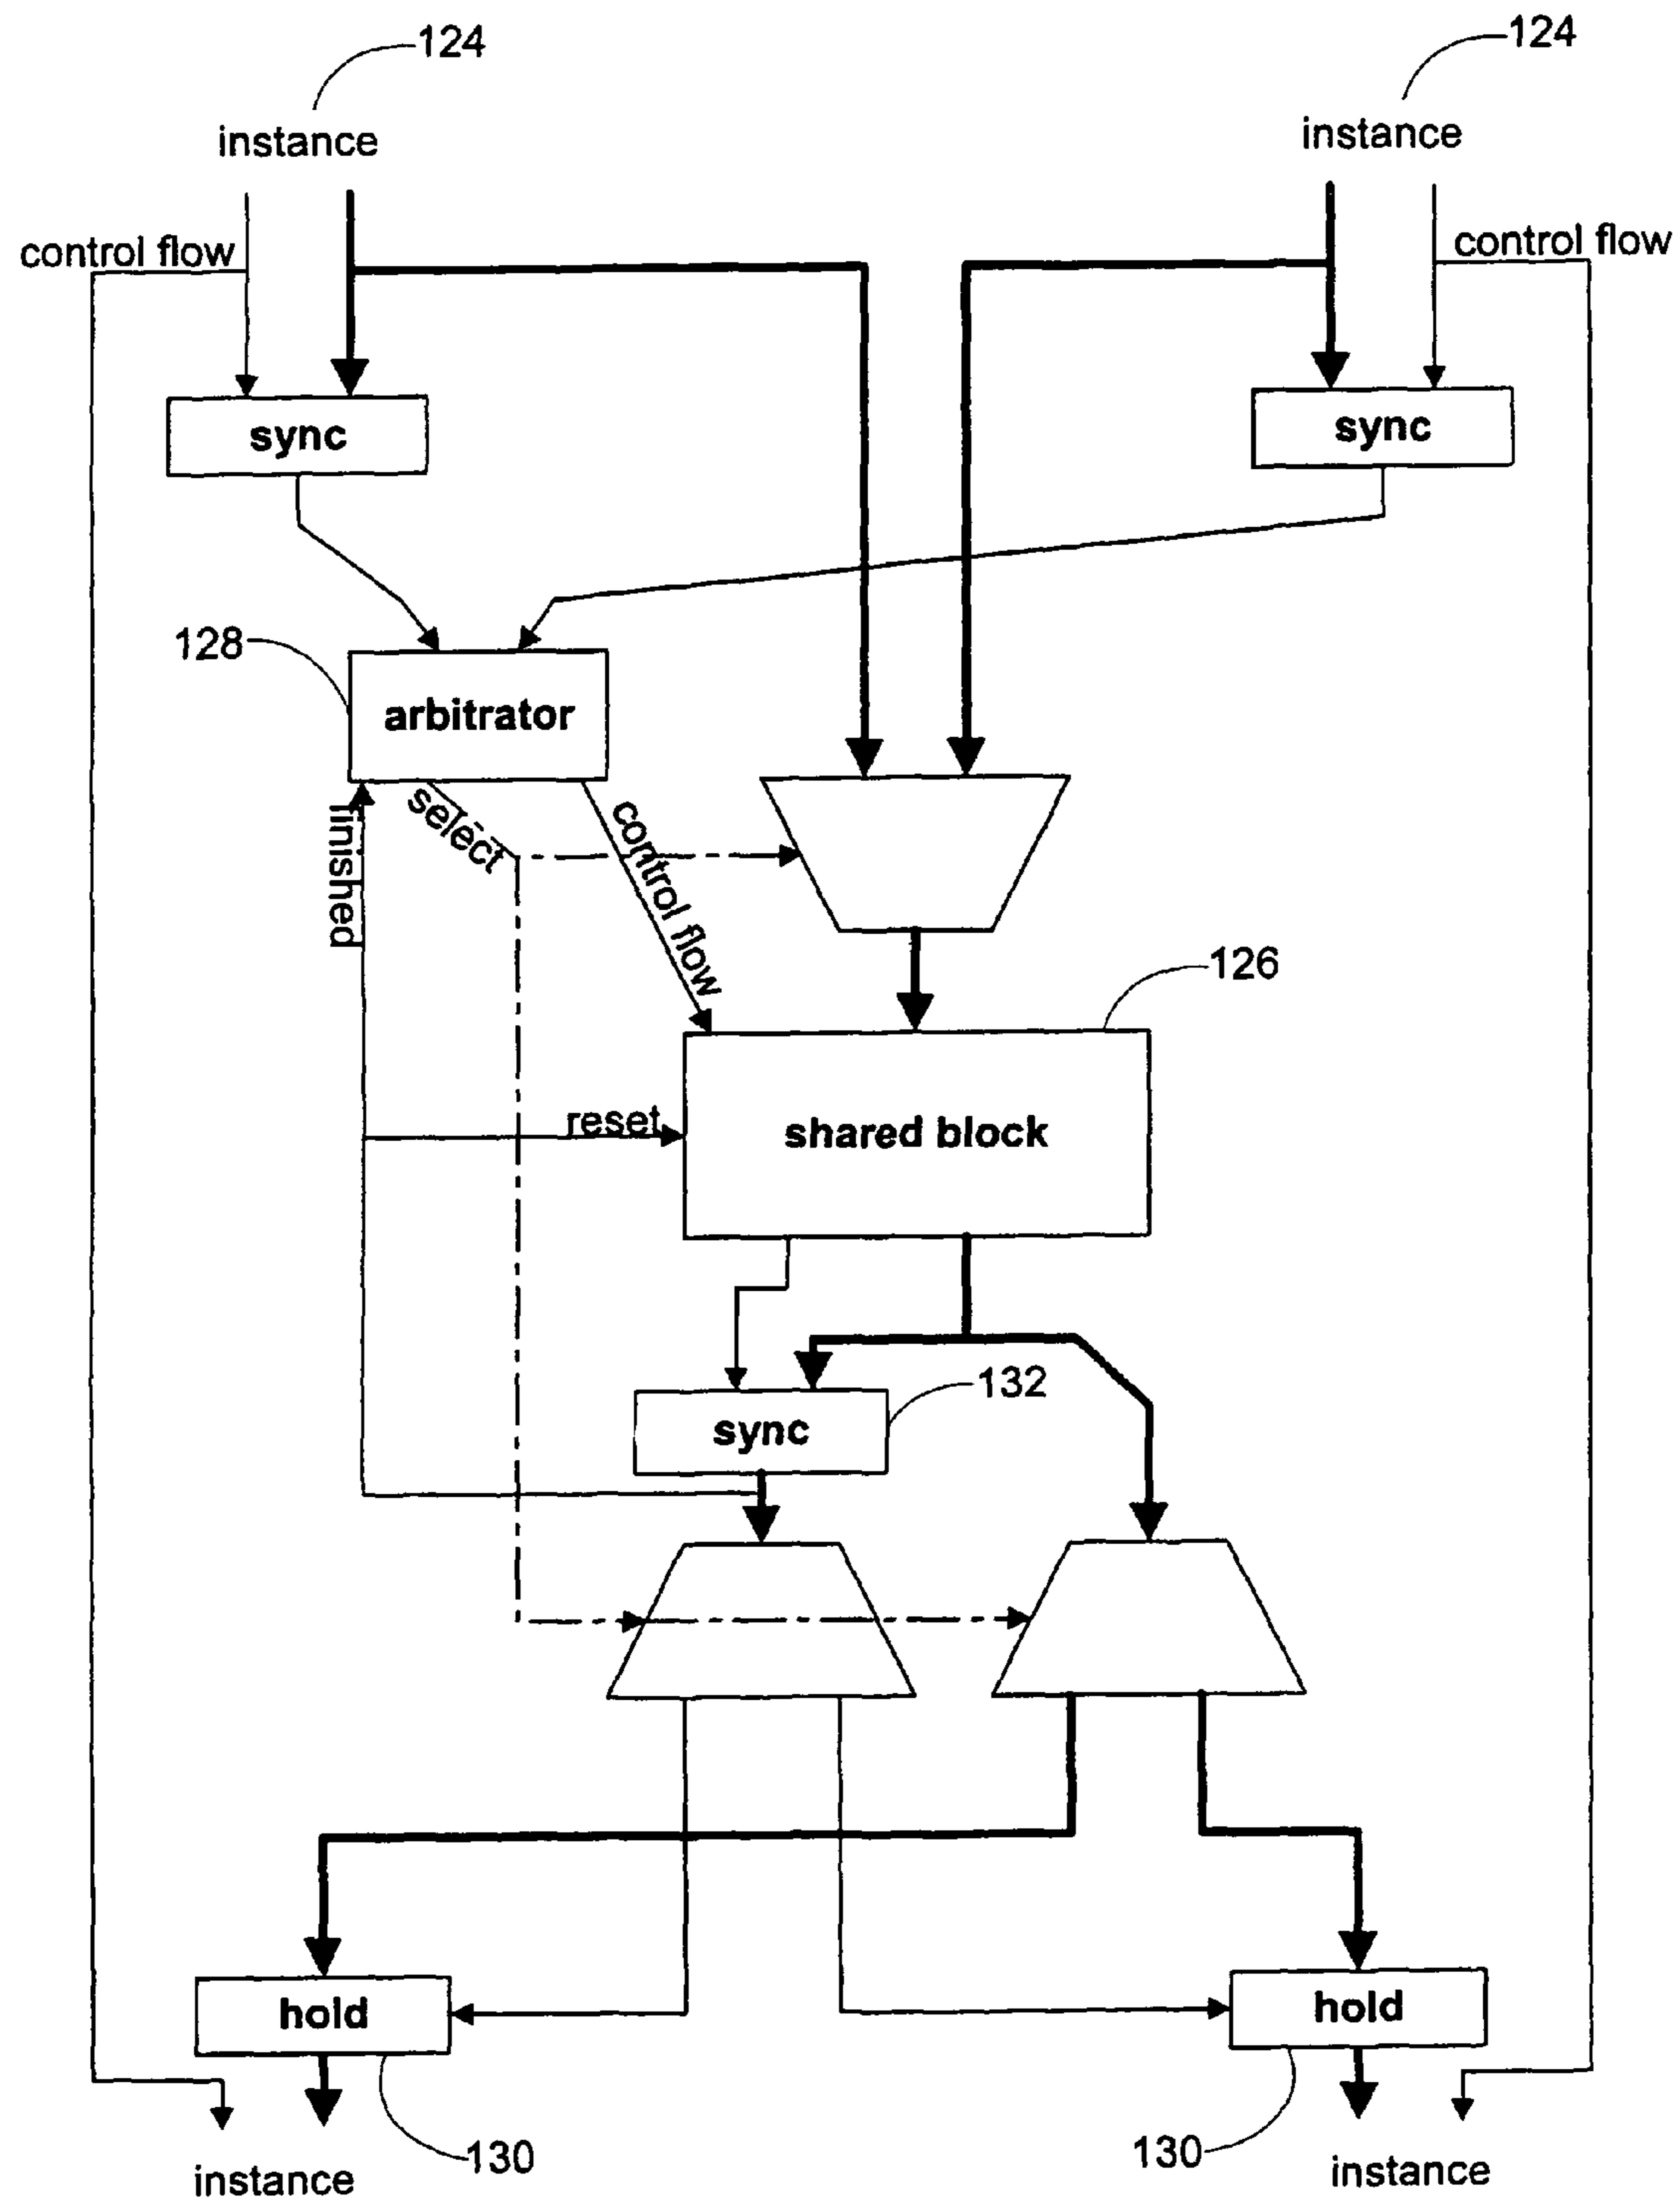 124
124
instance
instance
control flow
control flow
sync
sync
128
arbitrator
finished
select
control flow
126
reset
shared block
132
sync
hold
hold
130
130
instance
instance